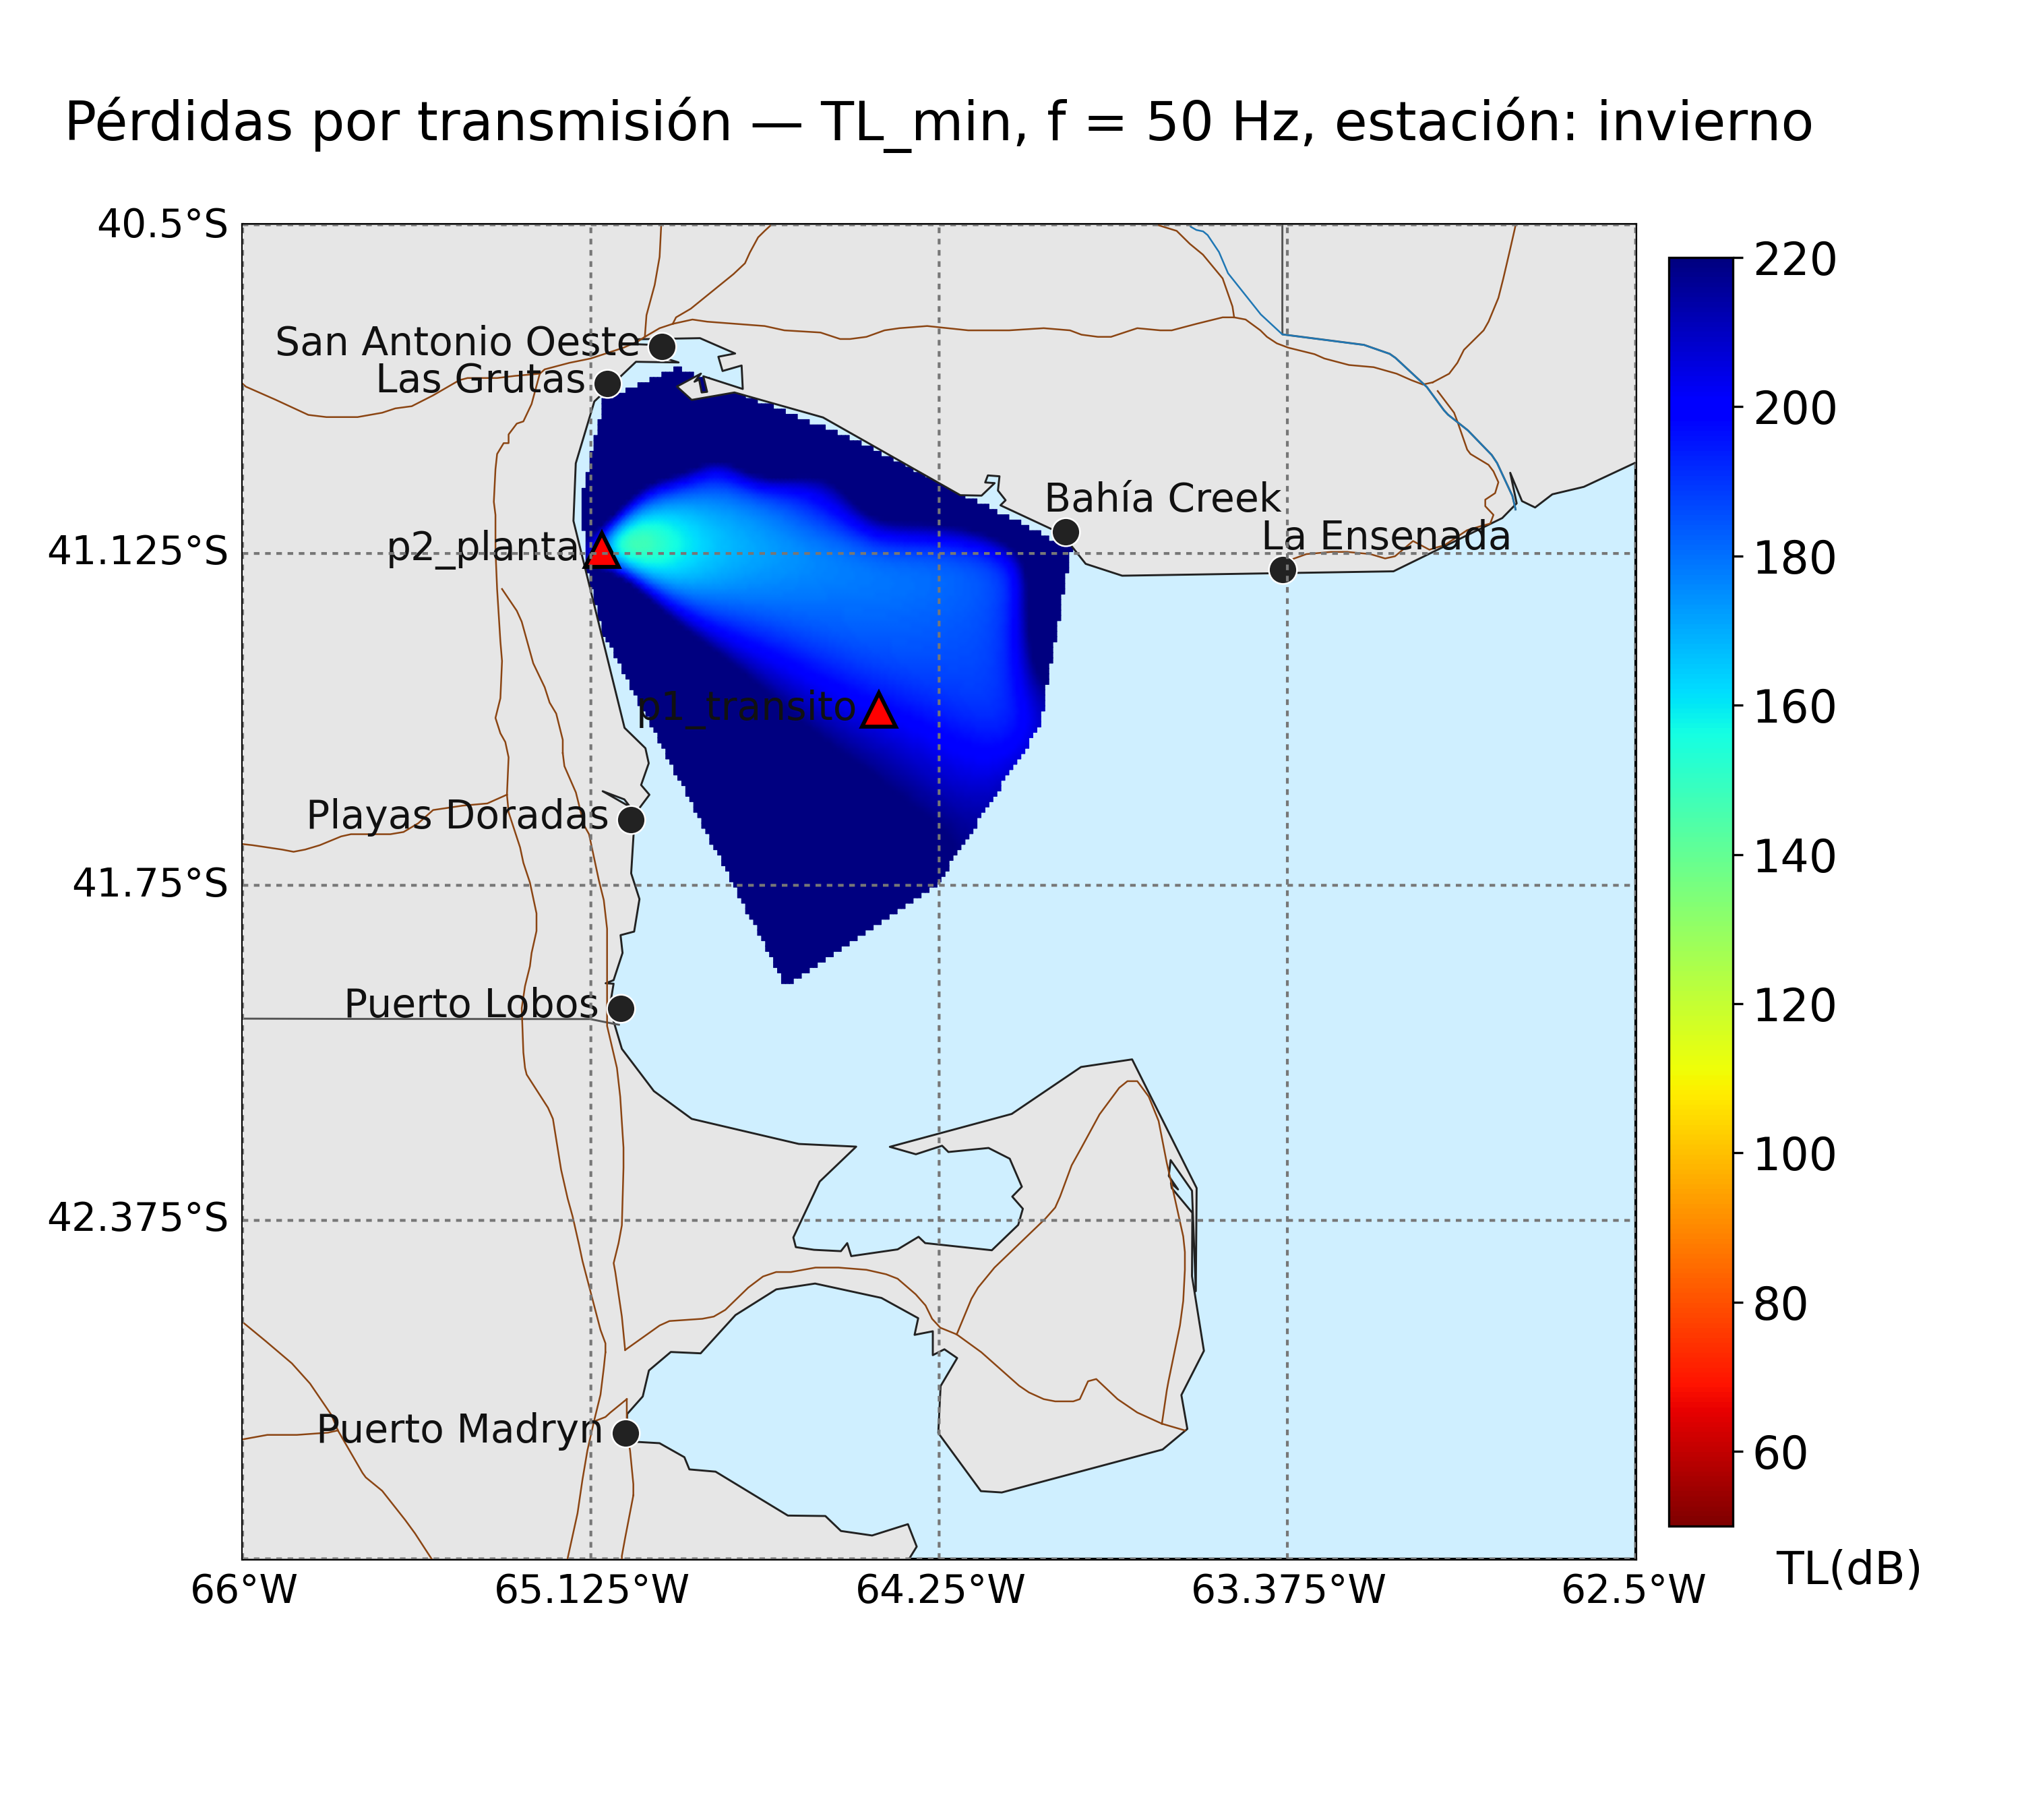 Pérdidas por transmisión — TL_min, f = 50 Hz, estación: invierno
40.5°S
220
San Antonio Oeste
Las Grutas
200
Bahía Creek
La Ensenada
p2_planta
41.125°S
180
p1_transito
160
Playas Doradas
140
41.75°S
Puerto Lobos
120
100
42.375°S
80
Puerto Madryn
60
TL(dB)
66°W
65.125°W
64.25°W
63.375°W
62.5°W